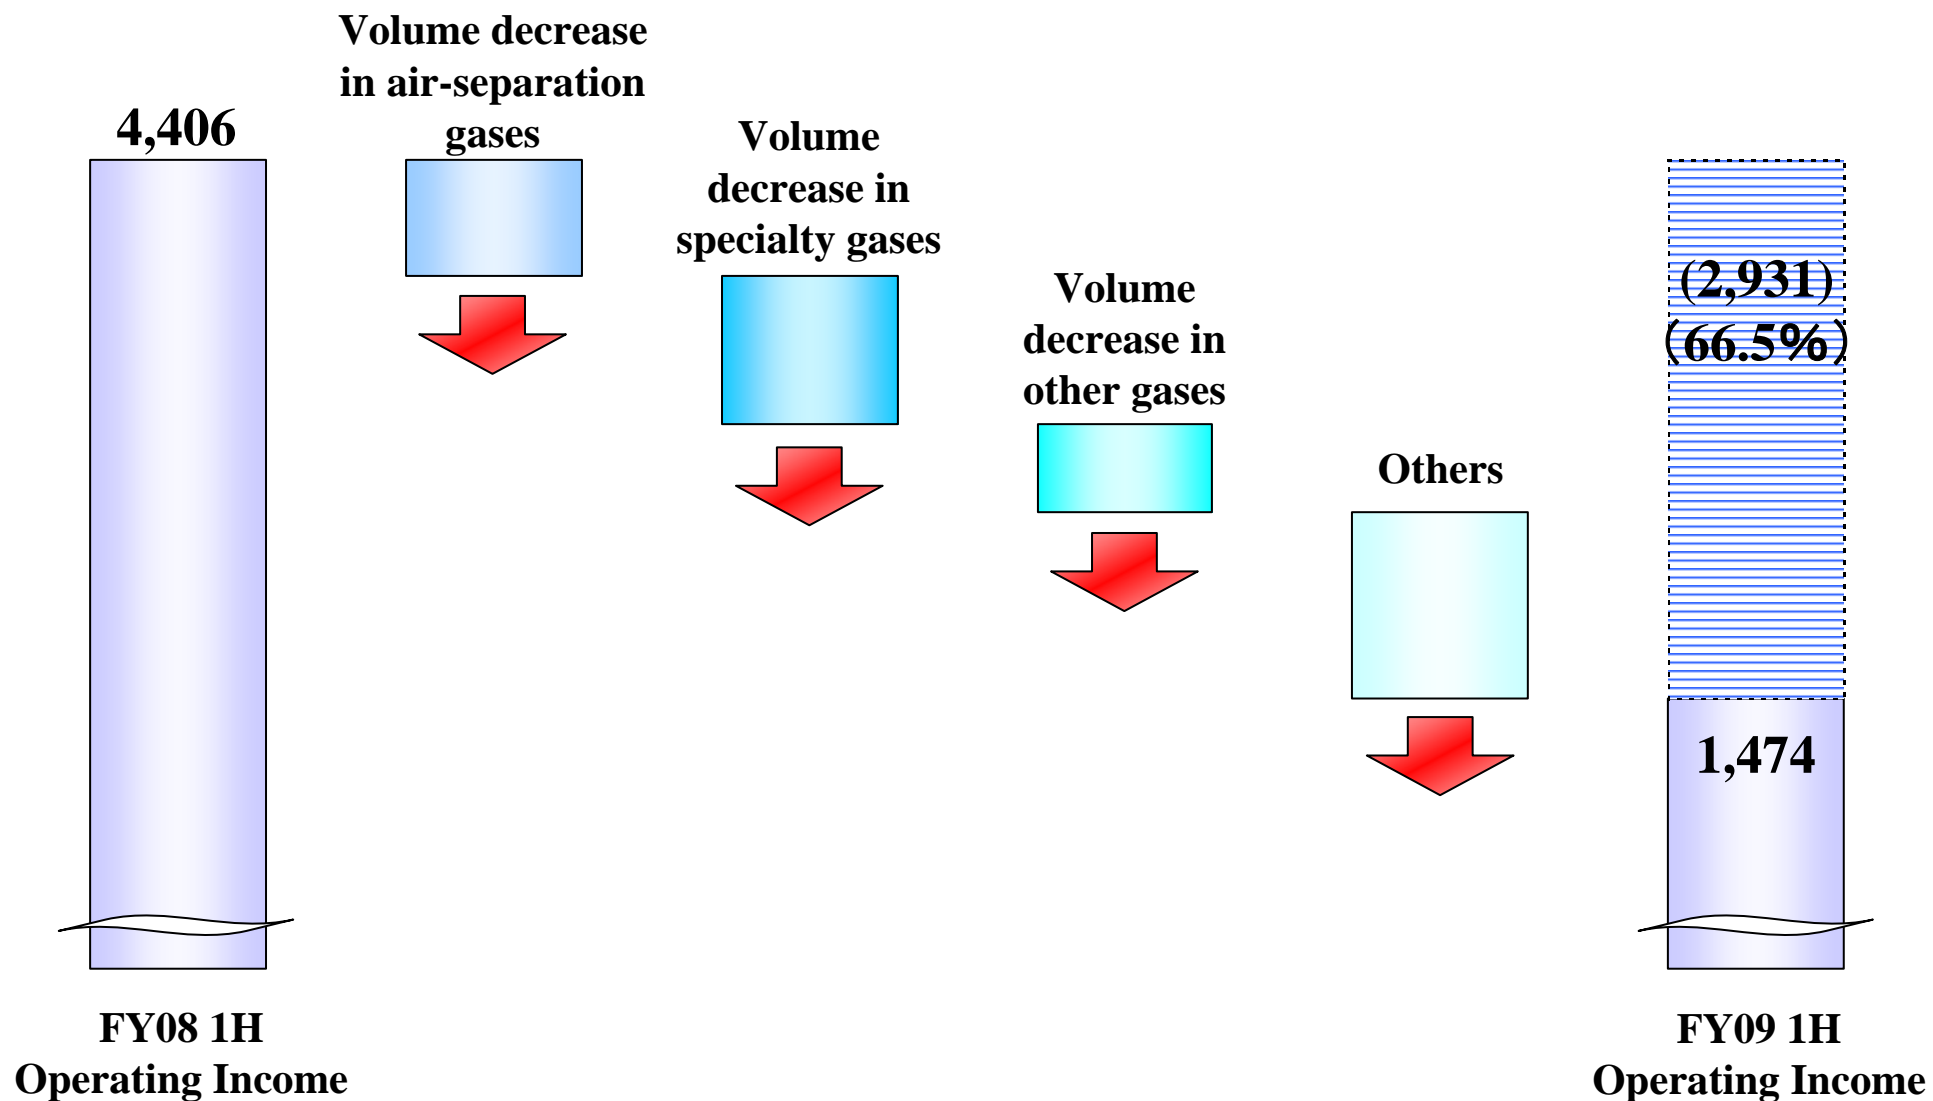 Volume decrease
in air-separation
gases
4,406
Volume
decrease in
specialty gases
Volume
decrease in
other gases
Others
(2,931)
(66.5%)
1,474
FY08 1H
Operating Income
FY09 1H
Operating Income